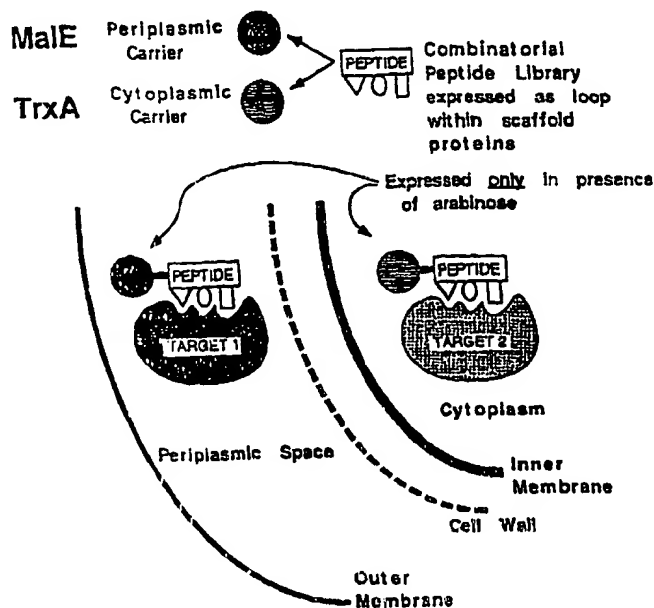 MalE
Periplasmic
Carrier
TrxA
Cytoplasmic
Carrier
PEPTIDE
Combinatorial
Peptide Library
expressed as loop
within scaffold
proteins
Expressed only in presence
of arabinose
PEPTIDE
TARGET 1
PEPTIDE
TARGET 2
Cytoplasm
Periplasmic Space
Inner
Membrane
Cell Wall
Outer
Membrane